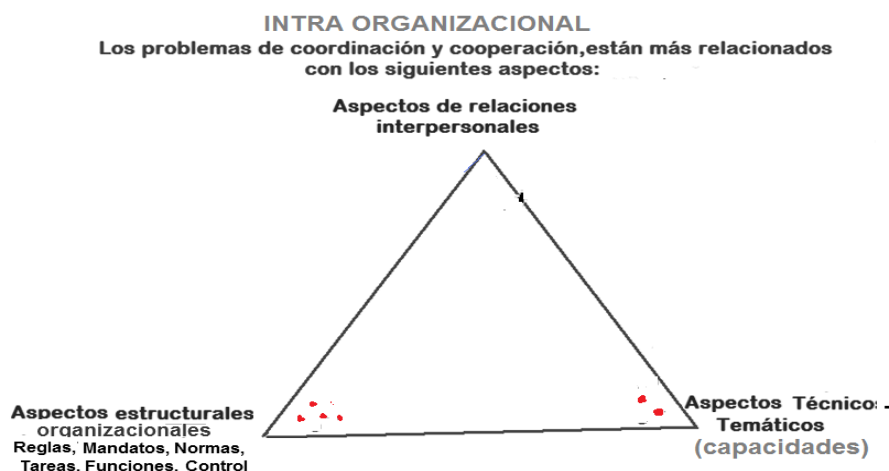 INTRA ORGANIZACIONAL
Los problemas de coordinación y cooperación,están más relacionados
con los siguientes aspectos:
Aspectos de relaciones
interpersonales
Aspectos estructurales
organizacionales
Reglas, Mandatos, Normas,
Tareas, Funciones, Control
Aspectos Técnicos -
Temáticos
(capacidades)